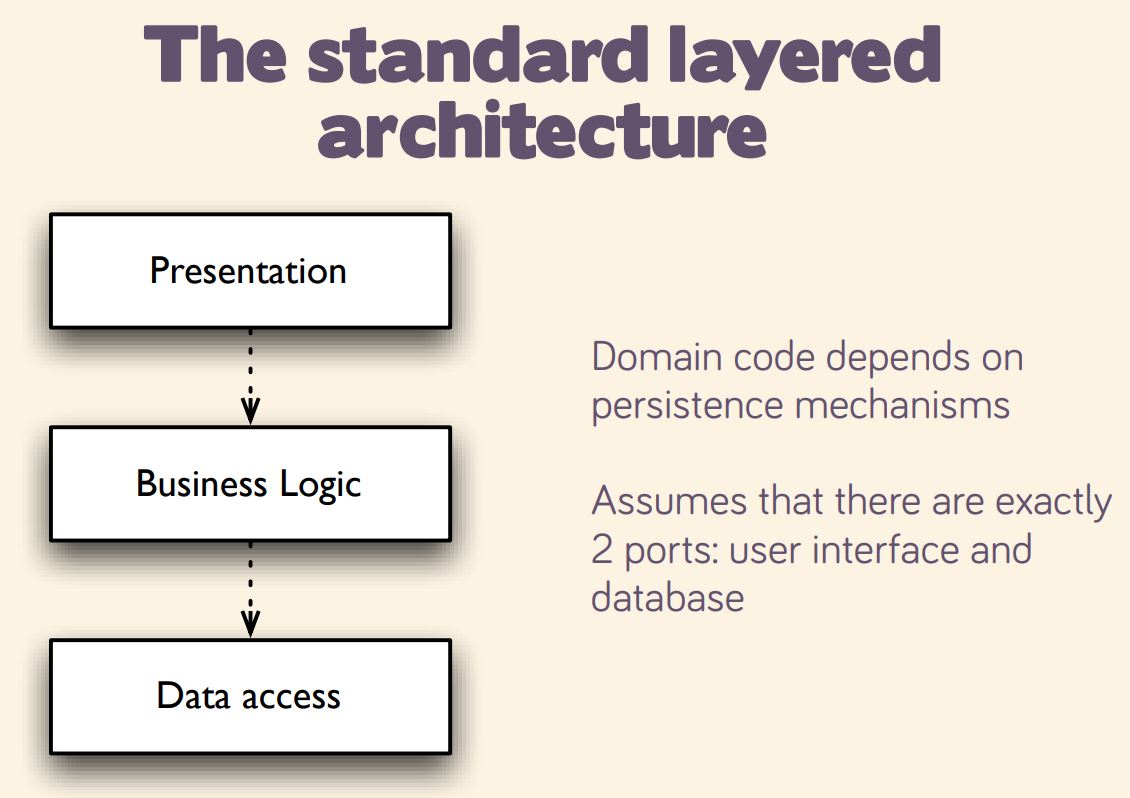 The standard layered
architecture
Presentation
Business Logic
Data access
Domain code depends on
persistence mechanisms
Assumes that there are exactly
2 ports: user interface and
database